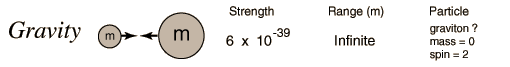 Strength Range (m) Particle
Gravity m m 6 x 10⁻³⁹ Infinite graviton ?
mass = 0
spin = 2